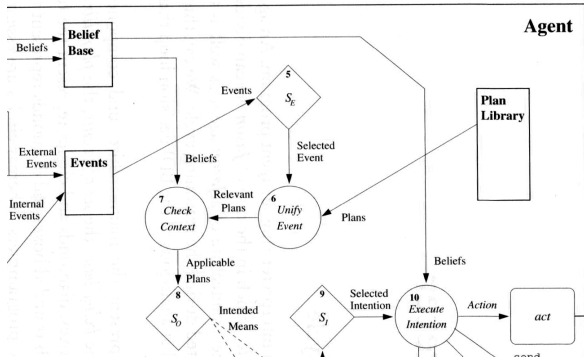 Agent
Belief
Base
Beliefs
5
S_E
Events
Plan
Library
Selected
Event
External
Events
Events
Beliefs
Internal
Events
7
Check
Context
Relevant
Plans
6
Unify
Event
Plans
Applicable
Plans
Beliefs
8
S_O
Intended
Means
9
S_I
Selected
Intention
10
Execute
Intention
Action
act
send